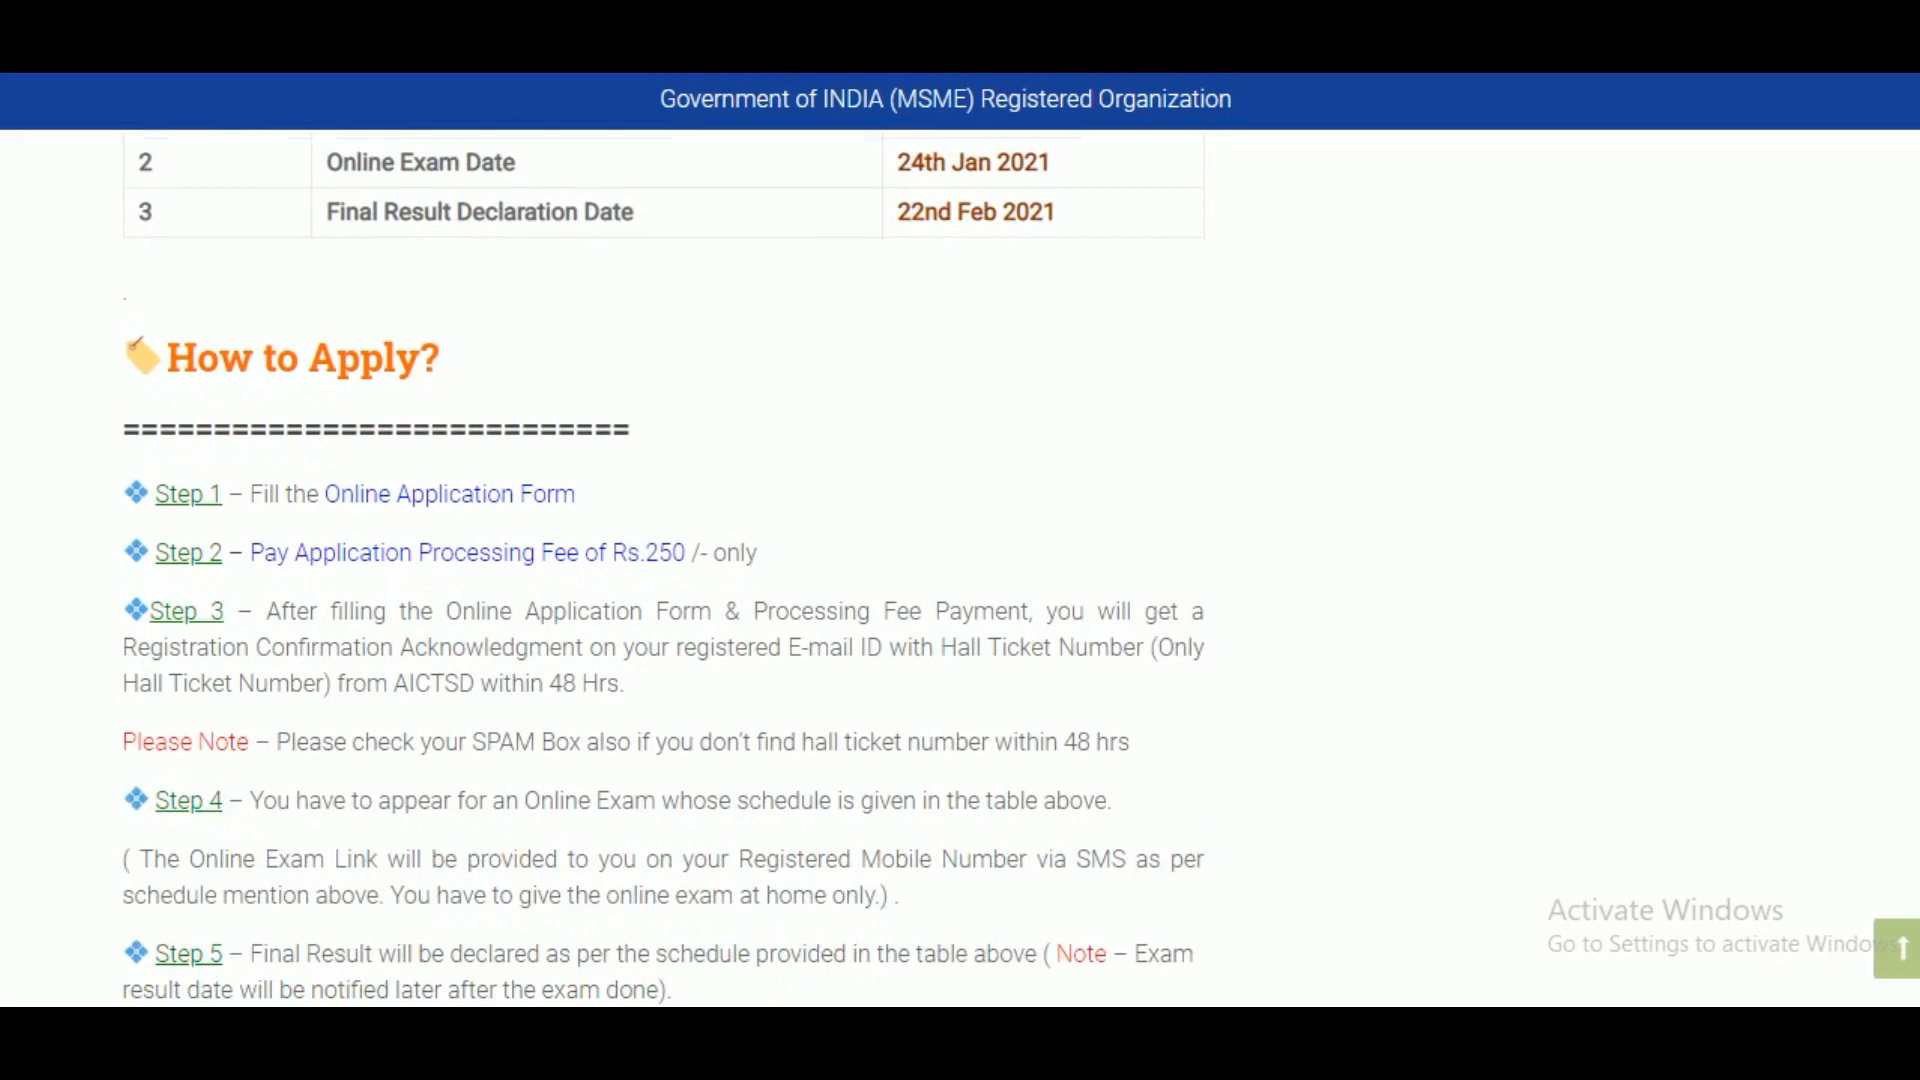 Government of INDIA (MSME) Registered Organization
2 Online Exam Date 24th Jan 2021
3 Final Result Declaration Date 22nd Feb 2021
.
How to Apply?
============================
Step 1 – Fill the Online Application Form
Step 2 – Pay Application Processing Fee of Rs.250 /- only
Step 3 – After filling the Online Application Form & Processing Fee Payment, you will get a
Registration Confirmation Acknowledgment on your registered E-mail ID with Hall Ticket Number (Only
Hall Ticket Number) from AICTSD within 48 Hrs.
Please Note – Please check your SPAM Box also if you don't find hall ticket number within 48 hrs
Step 4 – You have to appear for an Online Exam whose schedule is given in the table above.
( The Online Exam Link will be provided to you on your Registered Mobile Number via SMS as per
schedule mention above. You have to give the online exam at home only.) .
Step 5 – Final Result will be declared as per the schedule provided in the table above ( Note – Exam
result date will be notified later after the exam done).
Activate Windows
Go to Settings to activate Windows